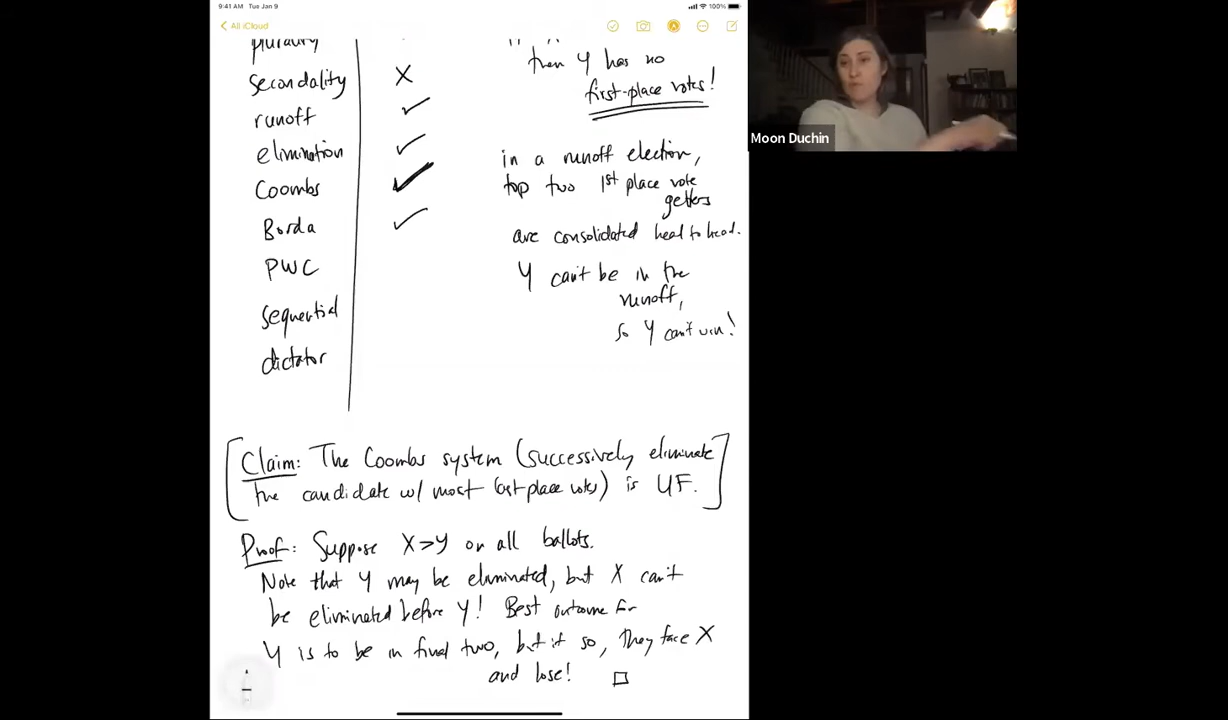 9:41 AM Tue Jan 9
100%
All iCloud
plurality
secondality X
runoff ✓
elimination ✓
Coombs ✓
Borda ✓
PWC
sequential
dictator
then Y has no
first-place votes!
in a runoff election,
top two 1st place vote
getters
are consolidated head to head.
Y can't be in the
runoff,
so Y can't win!
[Claim: The Coombs system (successively eliminate
the candidate w/ most last place votes) is UF.]
Proof: Suppose X>Y on all ballots.
Note that Y may be eliminated, but X can't
be eliminated before Y! Best outcome for
Y is to be in final two, but if so, they face X
and lose! □
Moon Duchin